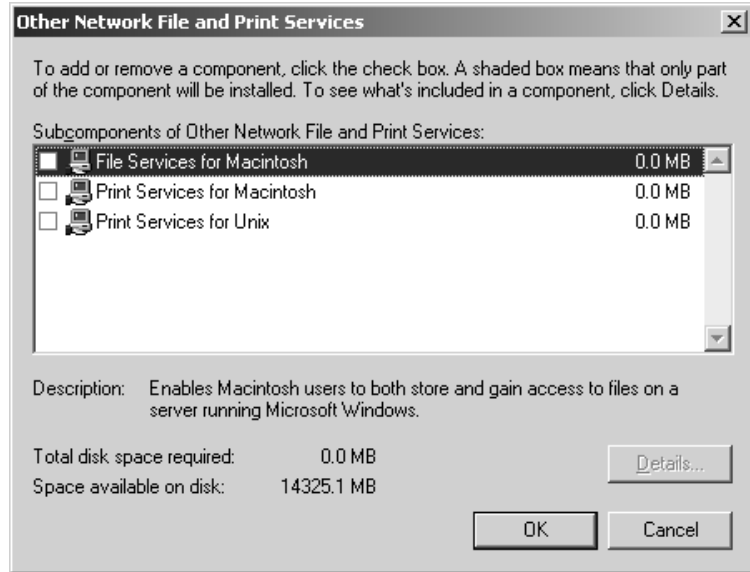 Other Network File and Print Services
To add or remove a component, click the check box. A shaded box means that only part
of the component will be installed. To see what's included in a component, click Details.
Subcomponents of Other Network File and Print Services:
File Services for Macintosh 0.0 MB
Print Services for Macintosh 0.0 MB
Print Services for Unix 0.0 MB
Description: Enables Macintosh users to both store and gain access to files on a
server running Microsoft Windows.
Total disk space required: 0.0 MB
Details...
Space available on disk: 14325.1 MB
OK Cancel